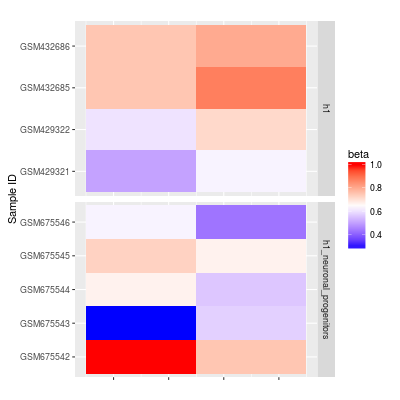 GSM432686
GSM432685
GSM429322
GSM429321
h1
GSM675546
GSM675545
GSM675544
GSM675543
GSM675542
h1_neuronal_progenitors
Sample ID
beta
1.0
0.8
0.6
0.4